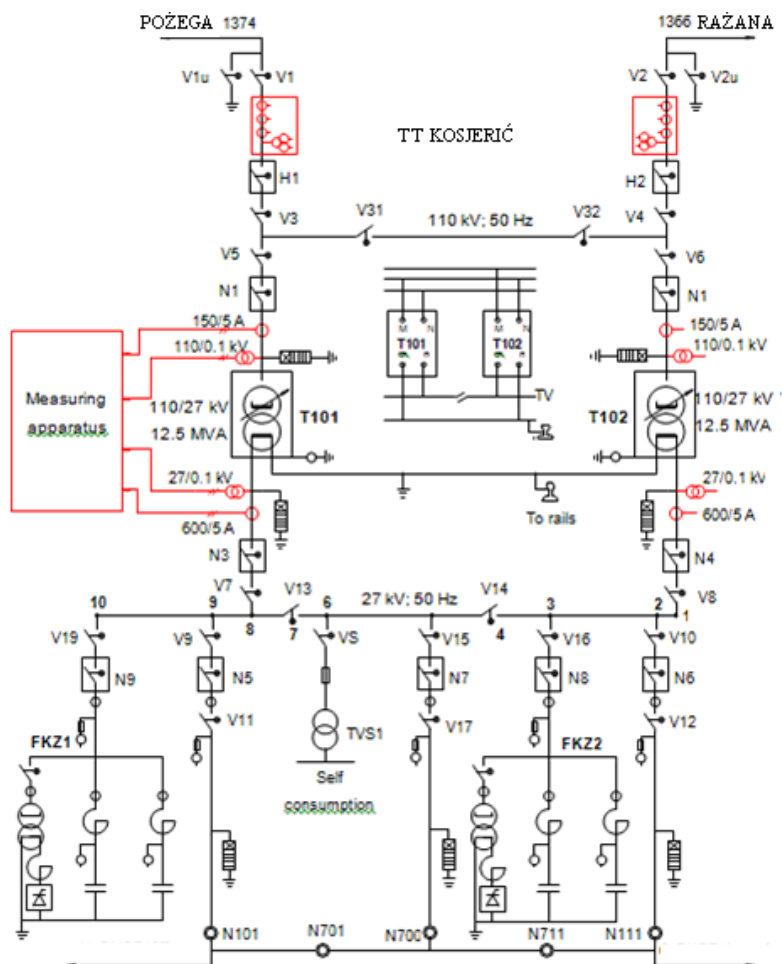 POŽEGA 1374
1366 RAŽANA
V1u V1
V2 V2u
TT KOSJERIĆ
H1
H2
V3 V31 110 kV; 50 Hz V32 V4
V5
V6
N1
N1
150/5 A
150/5 A
110/0.1 kV
110/0.1 kV
M N
T101
M N
T102
Measuring
apparatus
110/27 kV
T101
12.5 MVA
TV
T102
110/27 kV
12.5 MVA
27/0.1 kV
27/0.1 kV
600/5 A
To rails
600/5 A
N3
N4
V7 V13 V14 V8
10 9 8 7 6 27 kV; 50 Hz 4 3 2 1
V19 V9 VS V15 V16 V10
N9 N5 N7 N8 N6
V11 V17 V12
FKZ1
TVS1
FKZ2
Self
consumption
N101 N701 N700 N711 N111